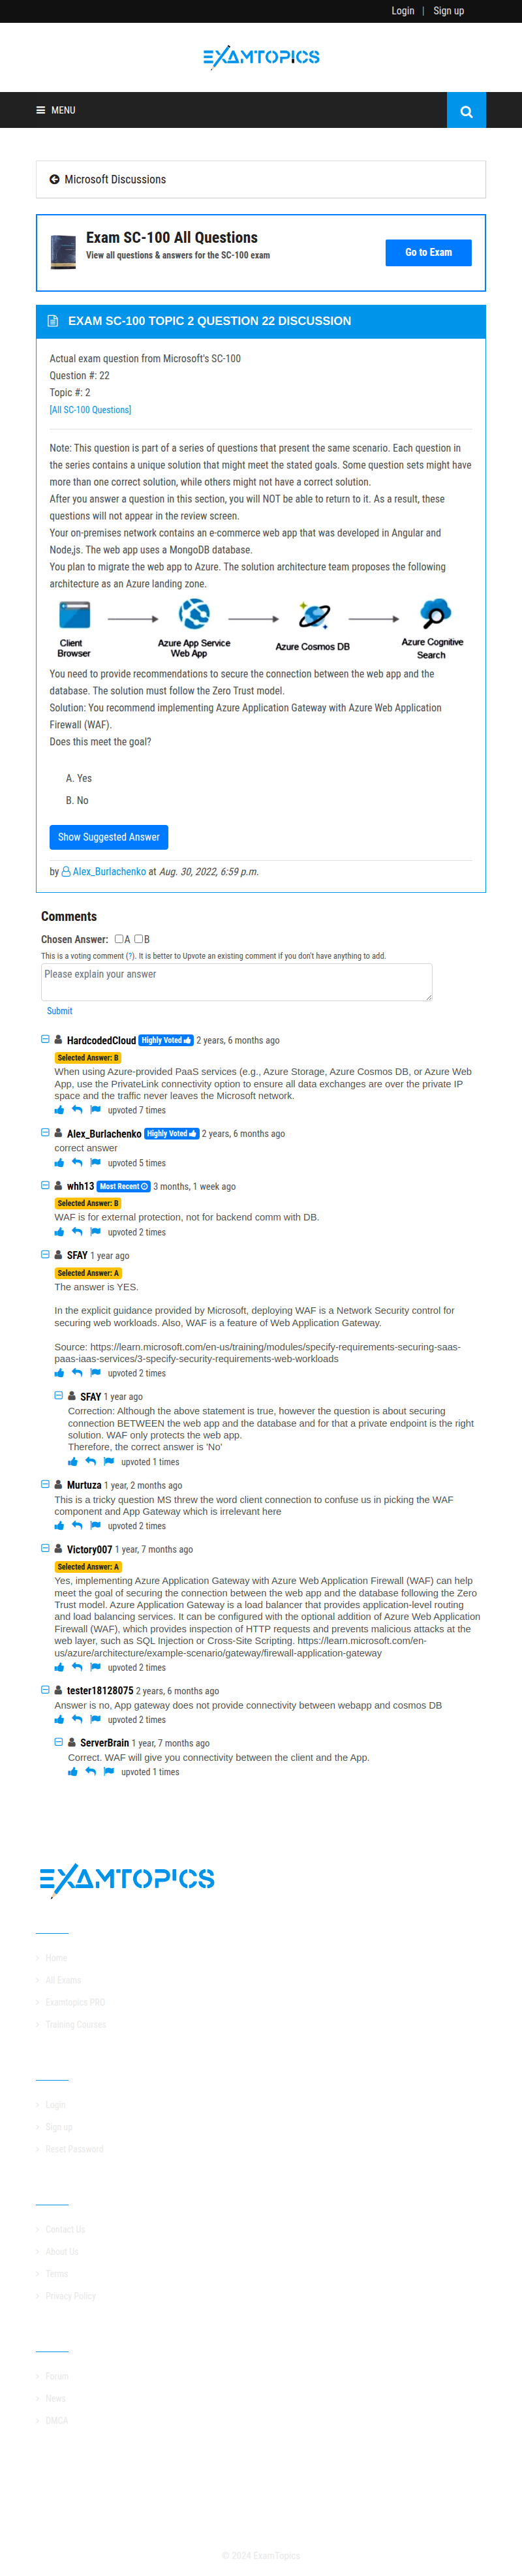 Login | Sign up
EXAMTOPICS
MENU
Microsoft Discussions
Exam SC-100 All Questions
View all questions & answers for the SC-100 exam
Go to Exam
EXAM SC-100 TOPIC 2 QUESTION 22 DISCUSSION
Actual exam question from Microsoft's SC-100
Question #: 22
Topic #: 2
[All SC-100 Questions]
Note: This question is part of a series of questions that present the same scenario. Each question in
the series contains a unique solution that might meet the stated goals. Some question sets might have
more than one correct solution, while others might not have a correct solution.
After you answer a question in this section, you will NOT be able to return to it. As a result, these
questions will not appear in the review screen.
Your on-premises network contains an e-commerce web app that was developed in Angular and
Node,js. The web app uses a MongoDB database.
You plan to migrate the web app to Azure. The solution architecture team proposes the following
architecture as an Azure landing zone.
Client
Browser
Azure App Service
Web App
Azure Cosmos DB
Azure Cognitive
Search
You need to provide recommendations to secure the connection between the web app and the
database. The solution must follow the Zero Trust model.
Solution: You recommend implementing Azure Application Gateway with Azure Web Application
Firewall (WAF).
Does this meet the goal?
A. Yes
B. No
Show Suggested Answer
by Alex_Burlachenko at Aug. 30, 2022, 6:59 p.m.
Comments
Chosen Answer: A B
This is a voting comment (?). It is better to Upvote an existing comment if you don't have anything to add.
Please explain your answer
Submit
HardcodedCloud Highly Voted 2 years, 6 months ago
Selected Answer: B
When using Azure-provided PaaS services (e.g., Azure Storage, Azure Cosmos DB, or Azure Web
App, use the PrivateLink connectivity option to ensure all data exchanges are over the private IP
space and the traffic never leaves the Microsoft network.
upvoted 7 times
Alex_Burlachenko Highly Voted 2 years, 6 months ago
correct answer
upvoted 5 times
whh13 Most Recent 3 months, 1 week ago
Selected Answer: B
WAF is for external protection, not for backend comm with DB.
upvoted 2 times
SFAY 1 year ago
Selected Answer: A
The answer is YES.
In the explicit guidance provided by Microsoft, deploying WAF is a Network Security control for
securing web workloads. Also, WAF is a feature of Web Application Gateway.
Source: https://learn.microsoft.com/en-us/training/modules/specify-requirements-securing-saas-
paas-iaas-services/3-specify-security-requirements-web-workloads
upvoted 2 times
SFAY 1 year ago
Correction: Although the above statement is true, however the question is about securing
connection BETWEEN the web app and the database and for that a private endpoint is the right
solution. WAF only protects the web app.
Therefore, the correct answer is 'No'
upvoted 1 times
Murtuza 1 year, 2 months ago
This is a tricky question MS threw the word client connection to confuse us in picking the WAF
component and App Gateway which is irrelevant here
upvoted 2 times
Victory007 1 year, 7 months ago
Selected Answer: A
Yes, implementing Azure Application Gateway with Azure Web Application Firewall (WAF) can help
meet the goal of securing the connection between the web app and the database following the Zero
Trust model. Azure Application Gateway is a load balancer that provides application-level routing
and load balancing services. It can be configured with the optional addition of Azure Web Application
Firewall (WAF), which provides inspection of HTTP requests and prevents malicious attacks at the
web layer, such as SQL Injection or Cross-Site Scripting. https://learn.microsoft.com/en-
us/azure/architecture/example-scenario/gateway/firewall-application-gateway
upvoted 2 times
tester18128075 2 years, 6 months ago
Answer is no, App gateway does not provide connectivity between webapp and cosmos DB
upvoted 2 times
ServerBrain 1 year, 7 months ago
Correct. WAF will give you connectivity between the client and the App.
upvoted 1 times
EXAMTOPICS
Home
All Exams
Examtopics PRO
Training Courses
Login
Sign up
Reset Password
Contact Us
About Us
Terms
Privacy Policy
Forum
News
DMCA
© 2024 ExamTopics